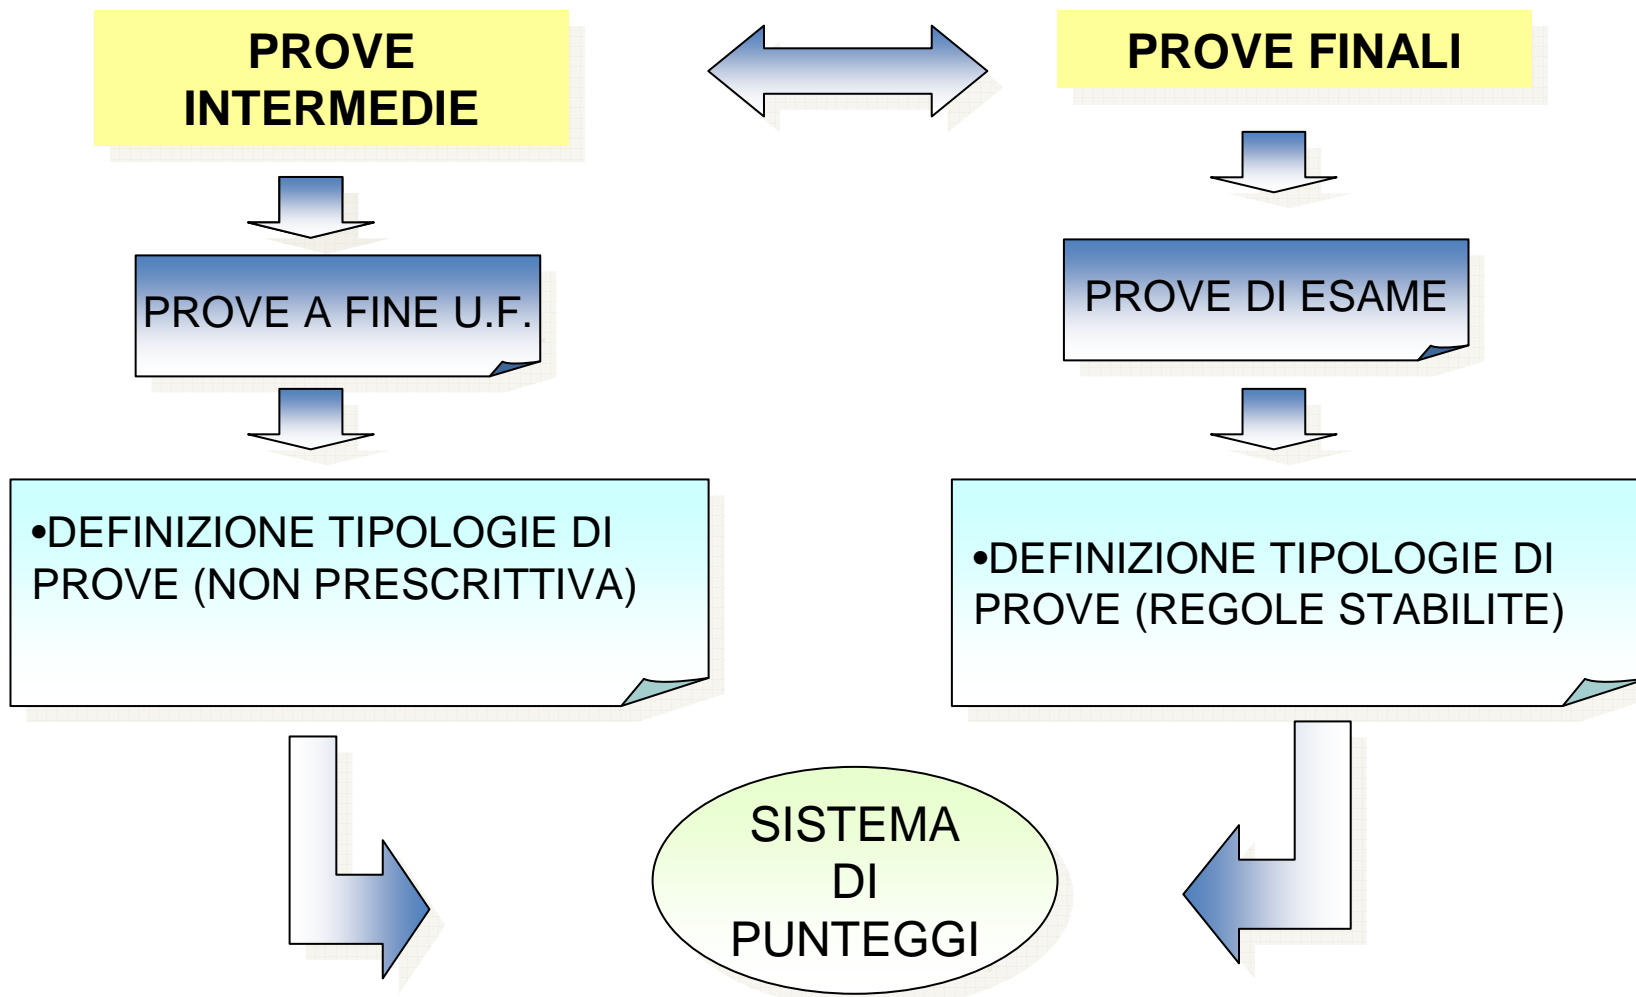 PROVE
INTERMEDIE
PROVE FINALI
PROVE A FINE U.F.
PROVE DI ESAME
•DEFINIZIONE TIPOLOGIE DI
PROVE (NON PRESCRITTIVA)
•DEFINIZIONE TIPOLOGIE DI
PROVE (REGOLE STABILITE)
SISTEMA
DI
PUNTEGGI